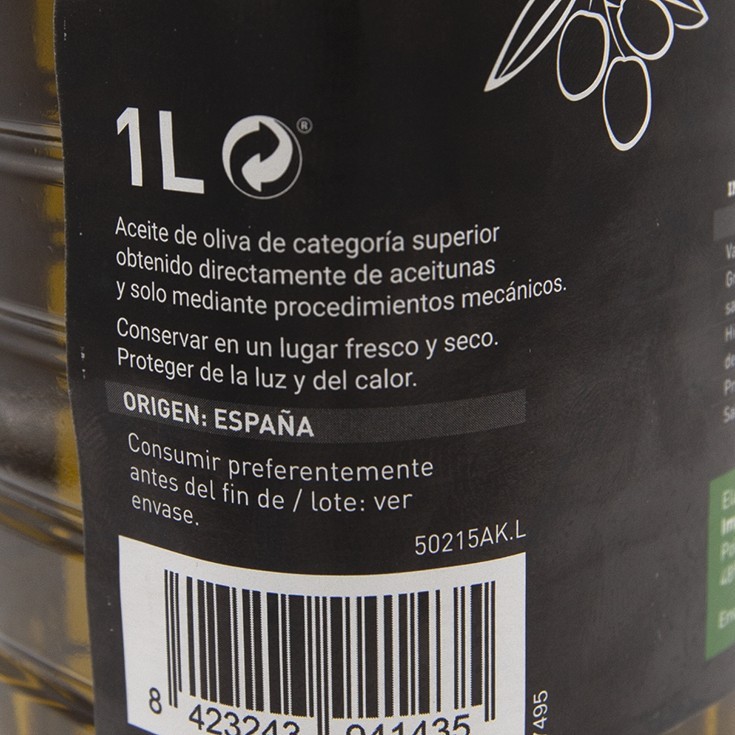 1L ®
Aceite de oliva de categoría superior
obtenido directamente de aceitunas
y solo mediante procedimientos mecánicos.
Conservar en un lugar fresco y seco.
Proteger de la luz y del calor.
ORIGEN: ESPAÑA
Consumir preferentemente
antes del fin de / lote: ver
envase.
50215AK.L
8 423243 941435
7495